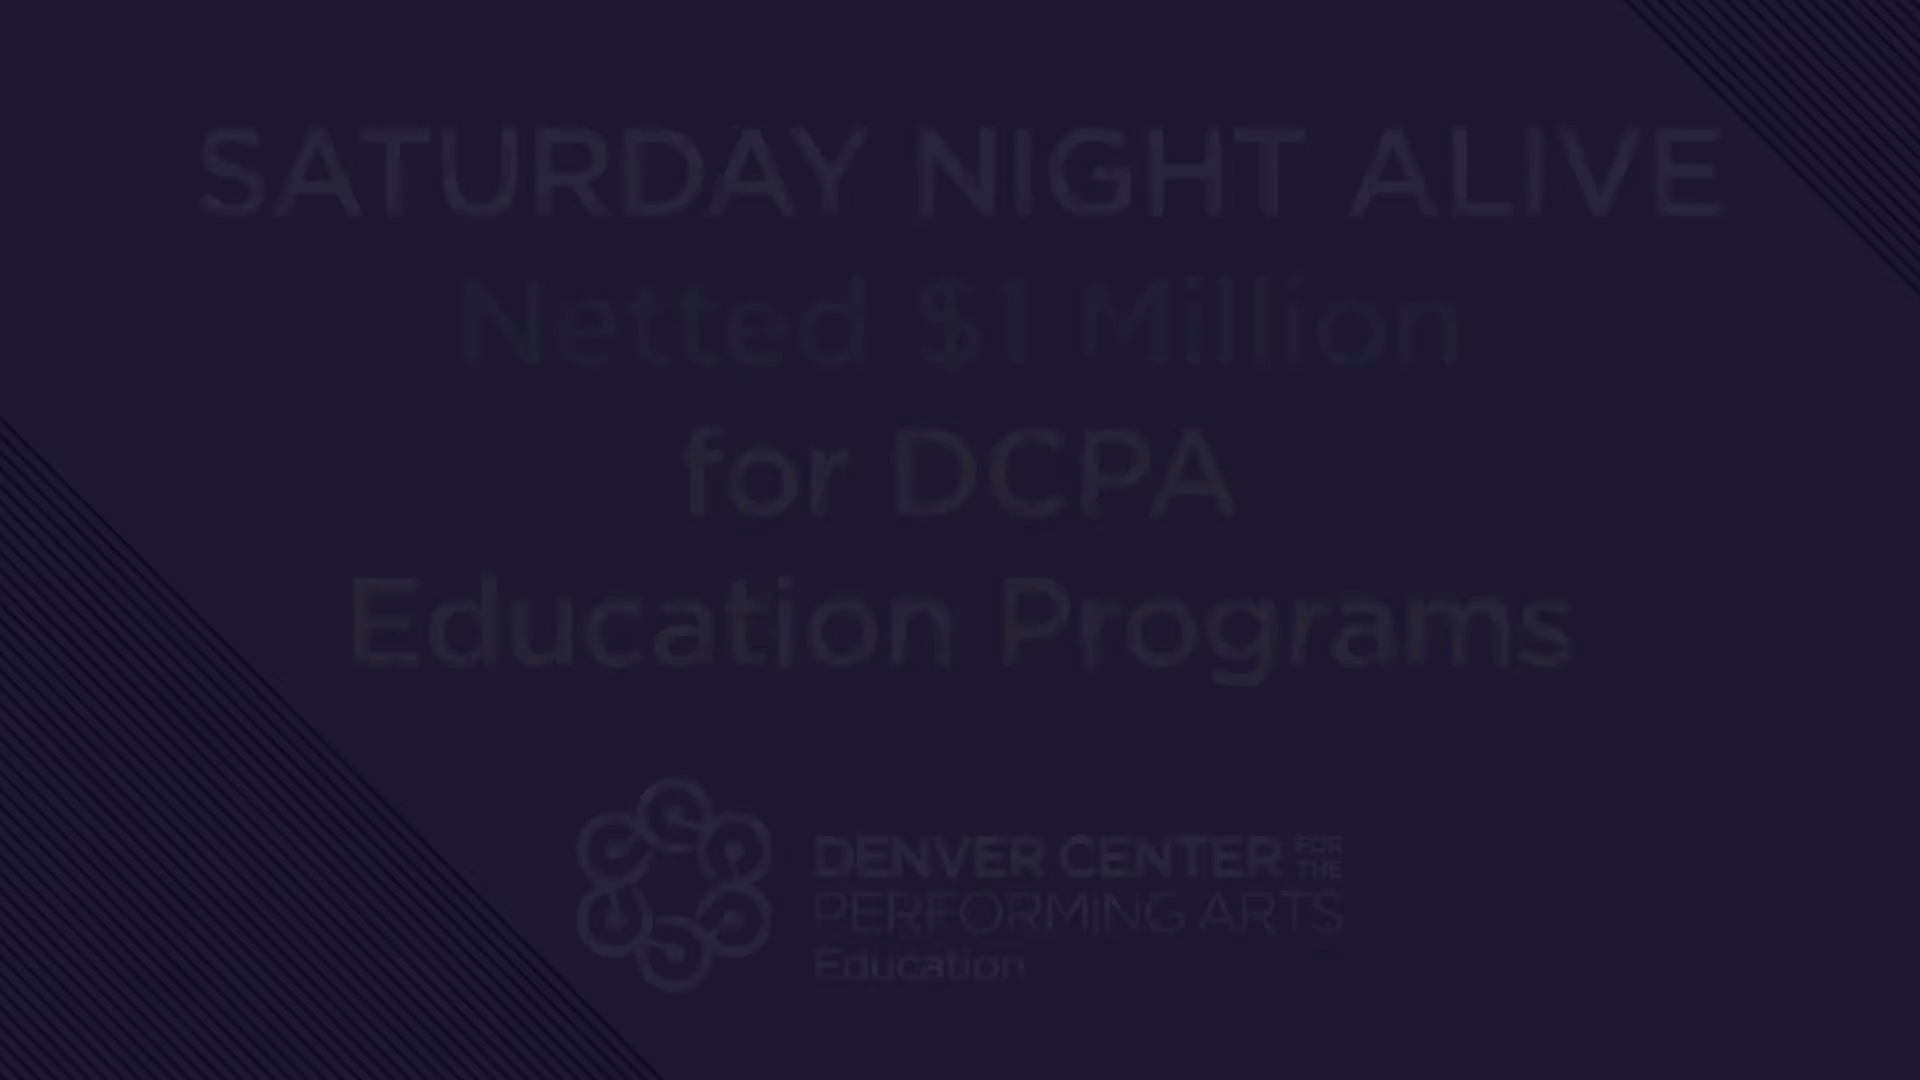 SATURDAY NIGHT ALIVE
Netted $1 Million
for DCPA
Education Programs
DENVER CENTER FOR THE
PERFORMING ARTS
Education